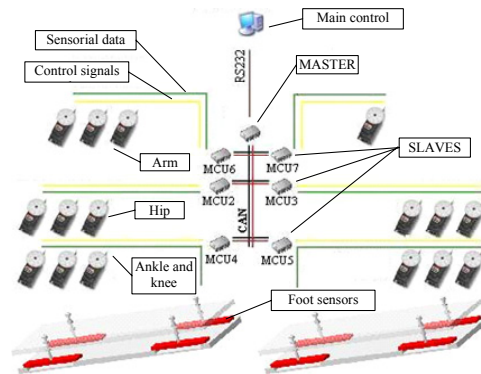 Main control
Sensorial data
Control signals
RS232
MASTER
Arm
MCU6
MCU7
SLAVES
MCU2
MCU3
Hip
CAN
MCU4
MCU5
Ankle and
knee
Foot sensors